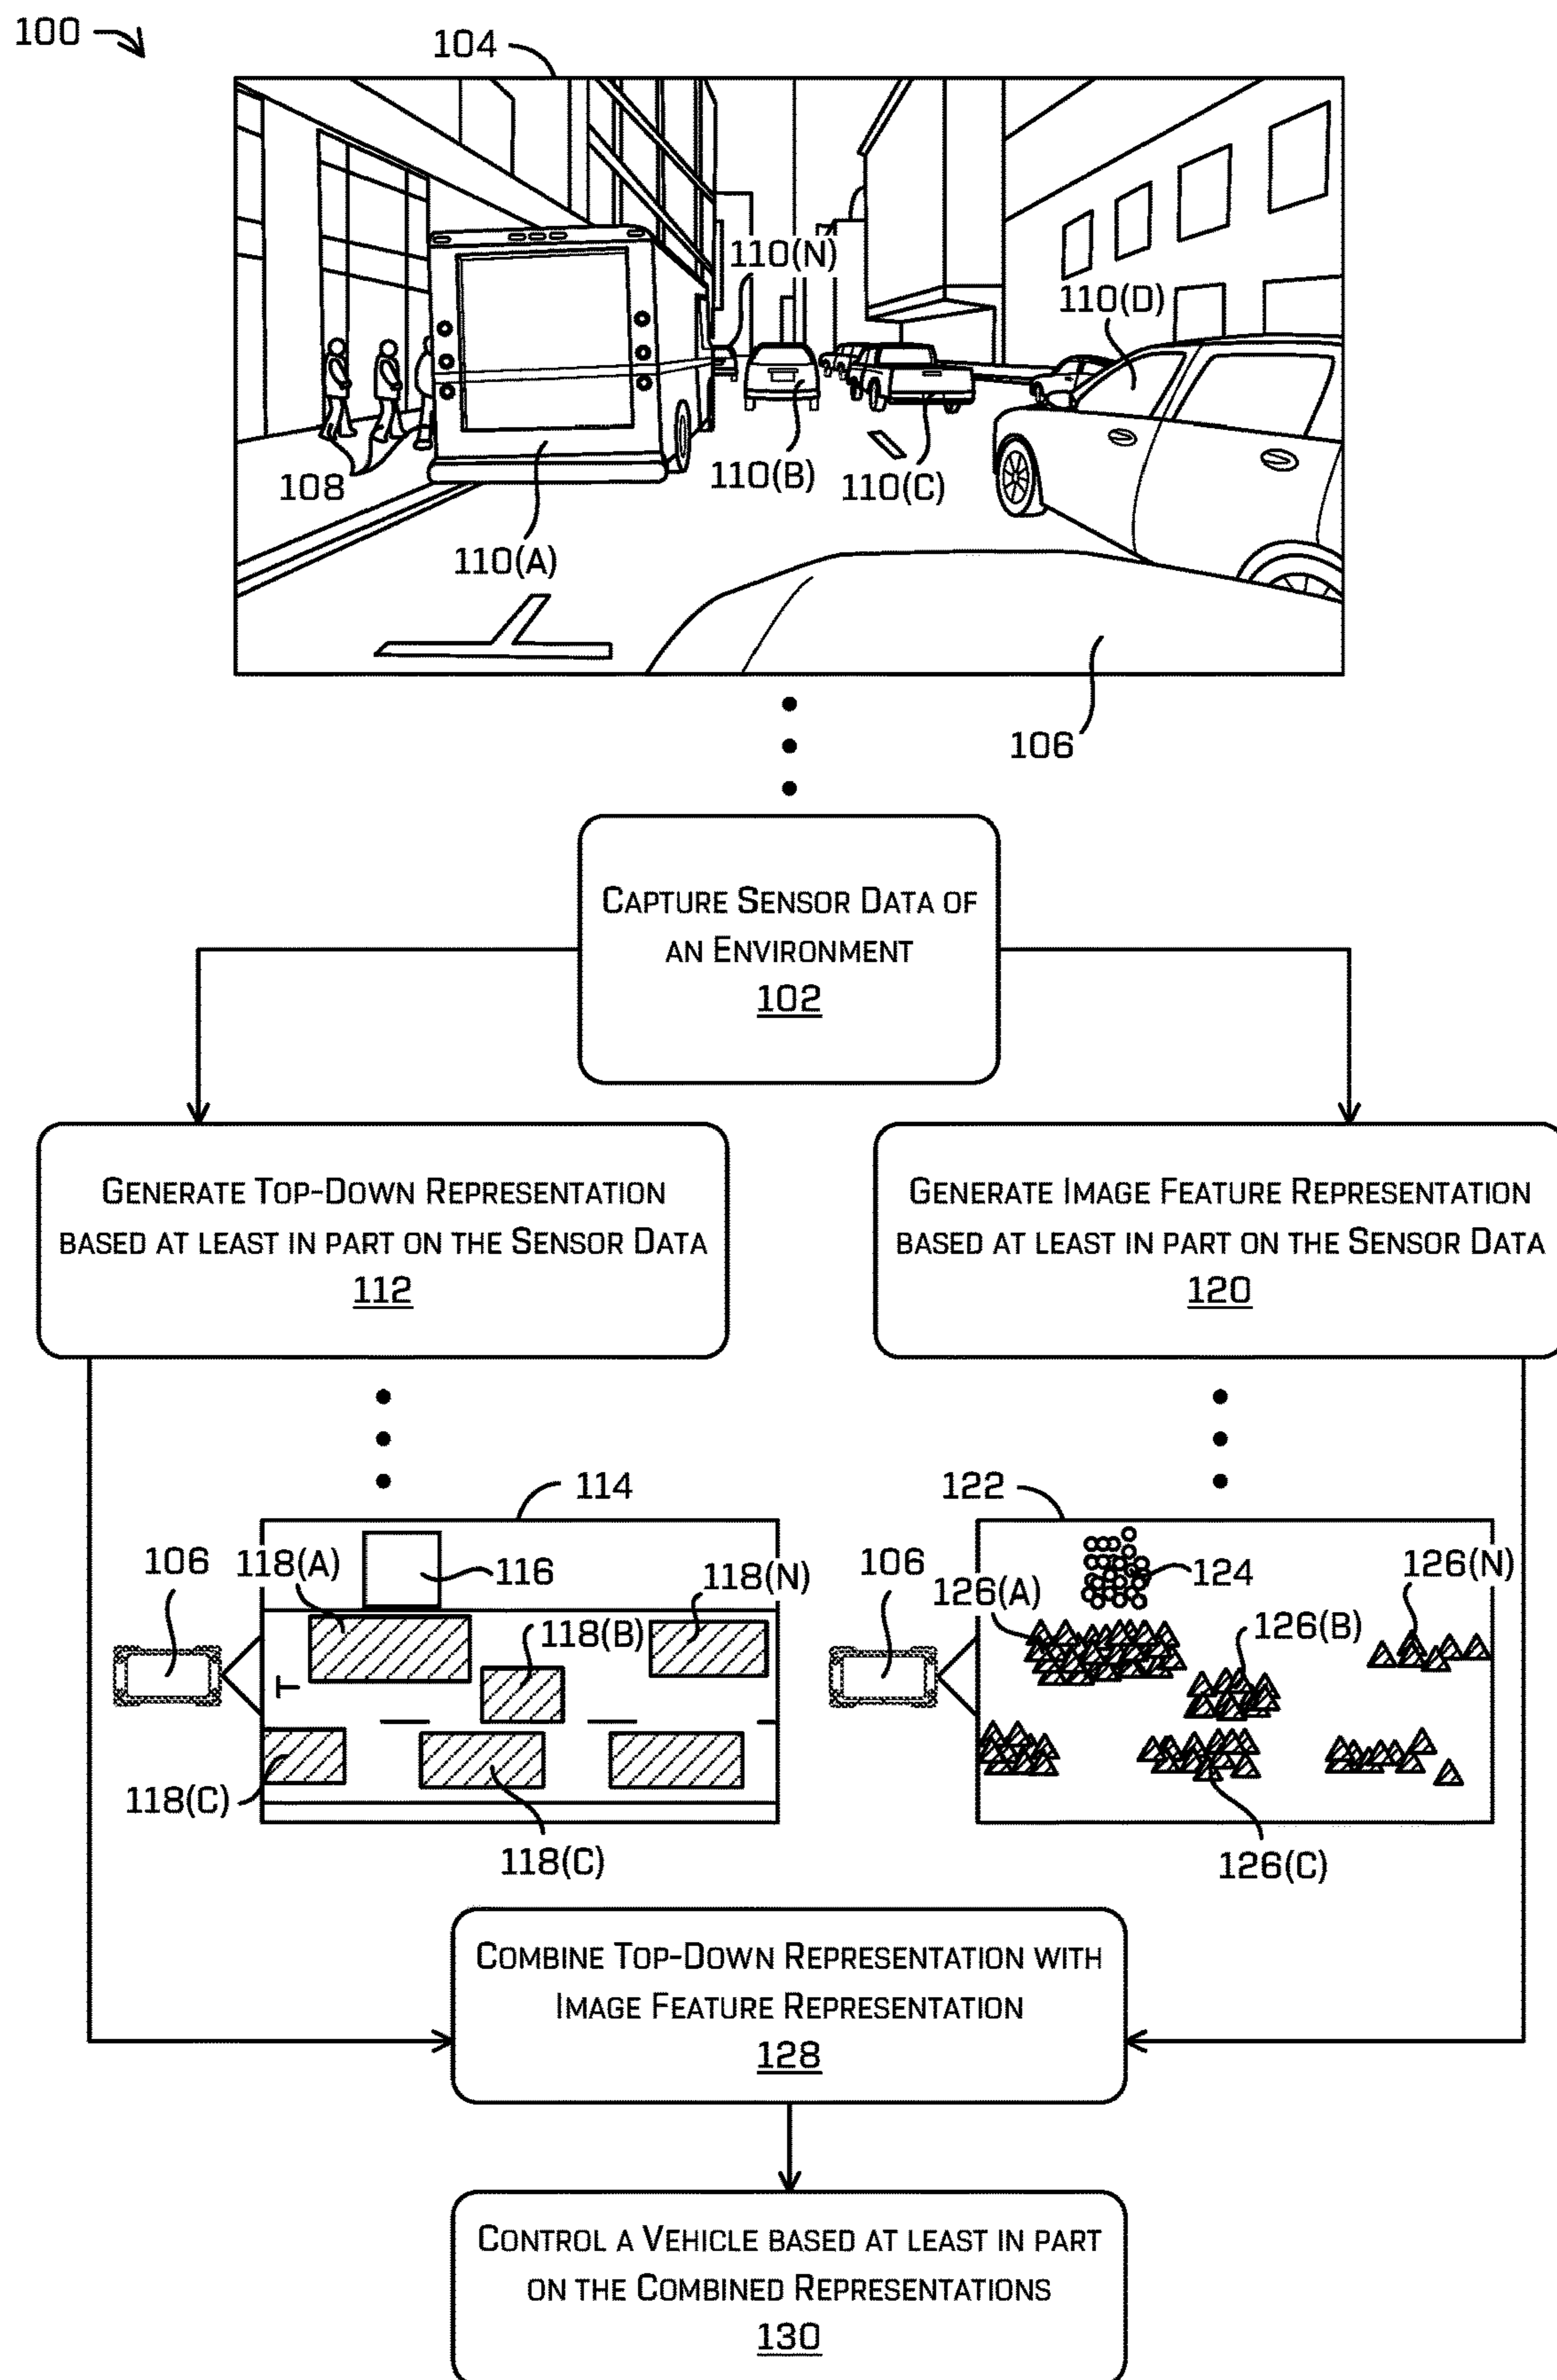 100
104
110(N)
110(D)
108
110(B)
110(C)
110(A)
106
Capture Sensor Data of
an Environment
102
Generate Top-Down Representation
based at least in part on the Sensor Data
112
Generate Image Feature Representation
based at least in part on the Sensor Data
120
114
122
106
118(A)
116
118(N)
118(B)
118(C)
118(C)
106
126(A)
124
126(N)
126(B)
126(C)
Combine Top-Down Representation with
Image Feature Representation
128
Control a Vehicle based at least in part
on the Combined Representations
130